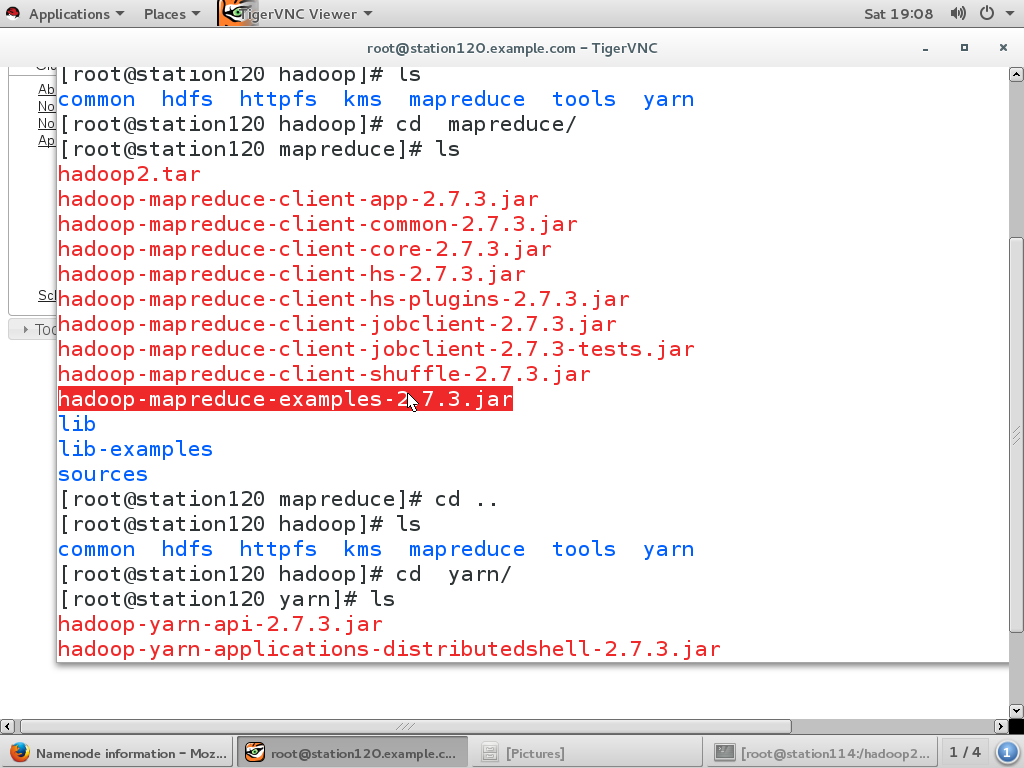 Applications Places TigerVNC Viewer Sat 19:08
root@station120.example.com - TigerVNC
Ab
No
No
Ap
Sch
Too
[root@station120 hadoop]# ls
common hdfs httpfs kms mapreduce tools yarn
[root@station120 hadoop]# cd  mapreduce/
[root@station120 mapreduce]# ls
hadoop2.tar
hadoop-mapreduce-client-app-2.7.3.jar
hadoop-mapreduce-client-common-2.7.3.jar
hadoop-mapreduce-client-core-2.7.3.jar
hadoop-mapreduce-client-hs-2.7.3.jar
hadoop-mapreduce-client-hs-plugins-2.7.3.jar
hadoop-mapreduce-client-jobclient-2.7.3.jar
hadoop-mapreduce-client-jobclient-2.7.3-tests.jar
hadoop-mapreduce-client-shuffle-2.7.3.jar
hadoop-mapreduce-examples-2.7.3.jar
lib
lib-examples
sources
[root@station120 mapreduce]# cd ..
[root@station120 hadoop]# ls
common hdfs httpfs kms mapreduce tools yarn
[root@station120 hadoop]# cd  yarn/
[root@station120 yarn]# ls
hadoop-yarn-api-2.7.3.jar
hadoop-yarn-applications-distributedshell-2.7.3.jar
Namenode information - Moz... root@station120.example.c... [Pictures] [root@station114:/hadoop2... 1 / 4 1